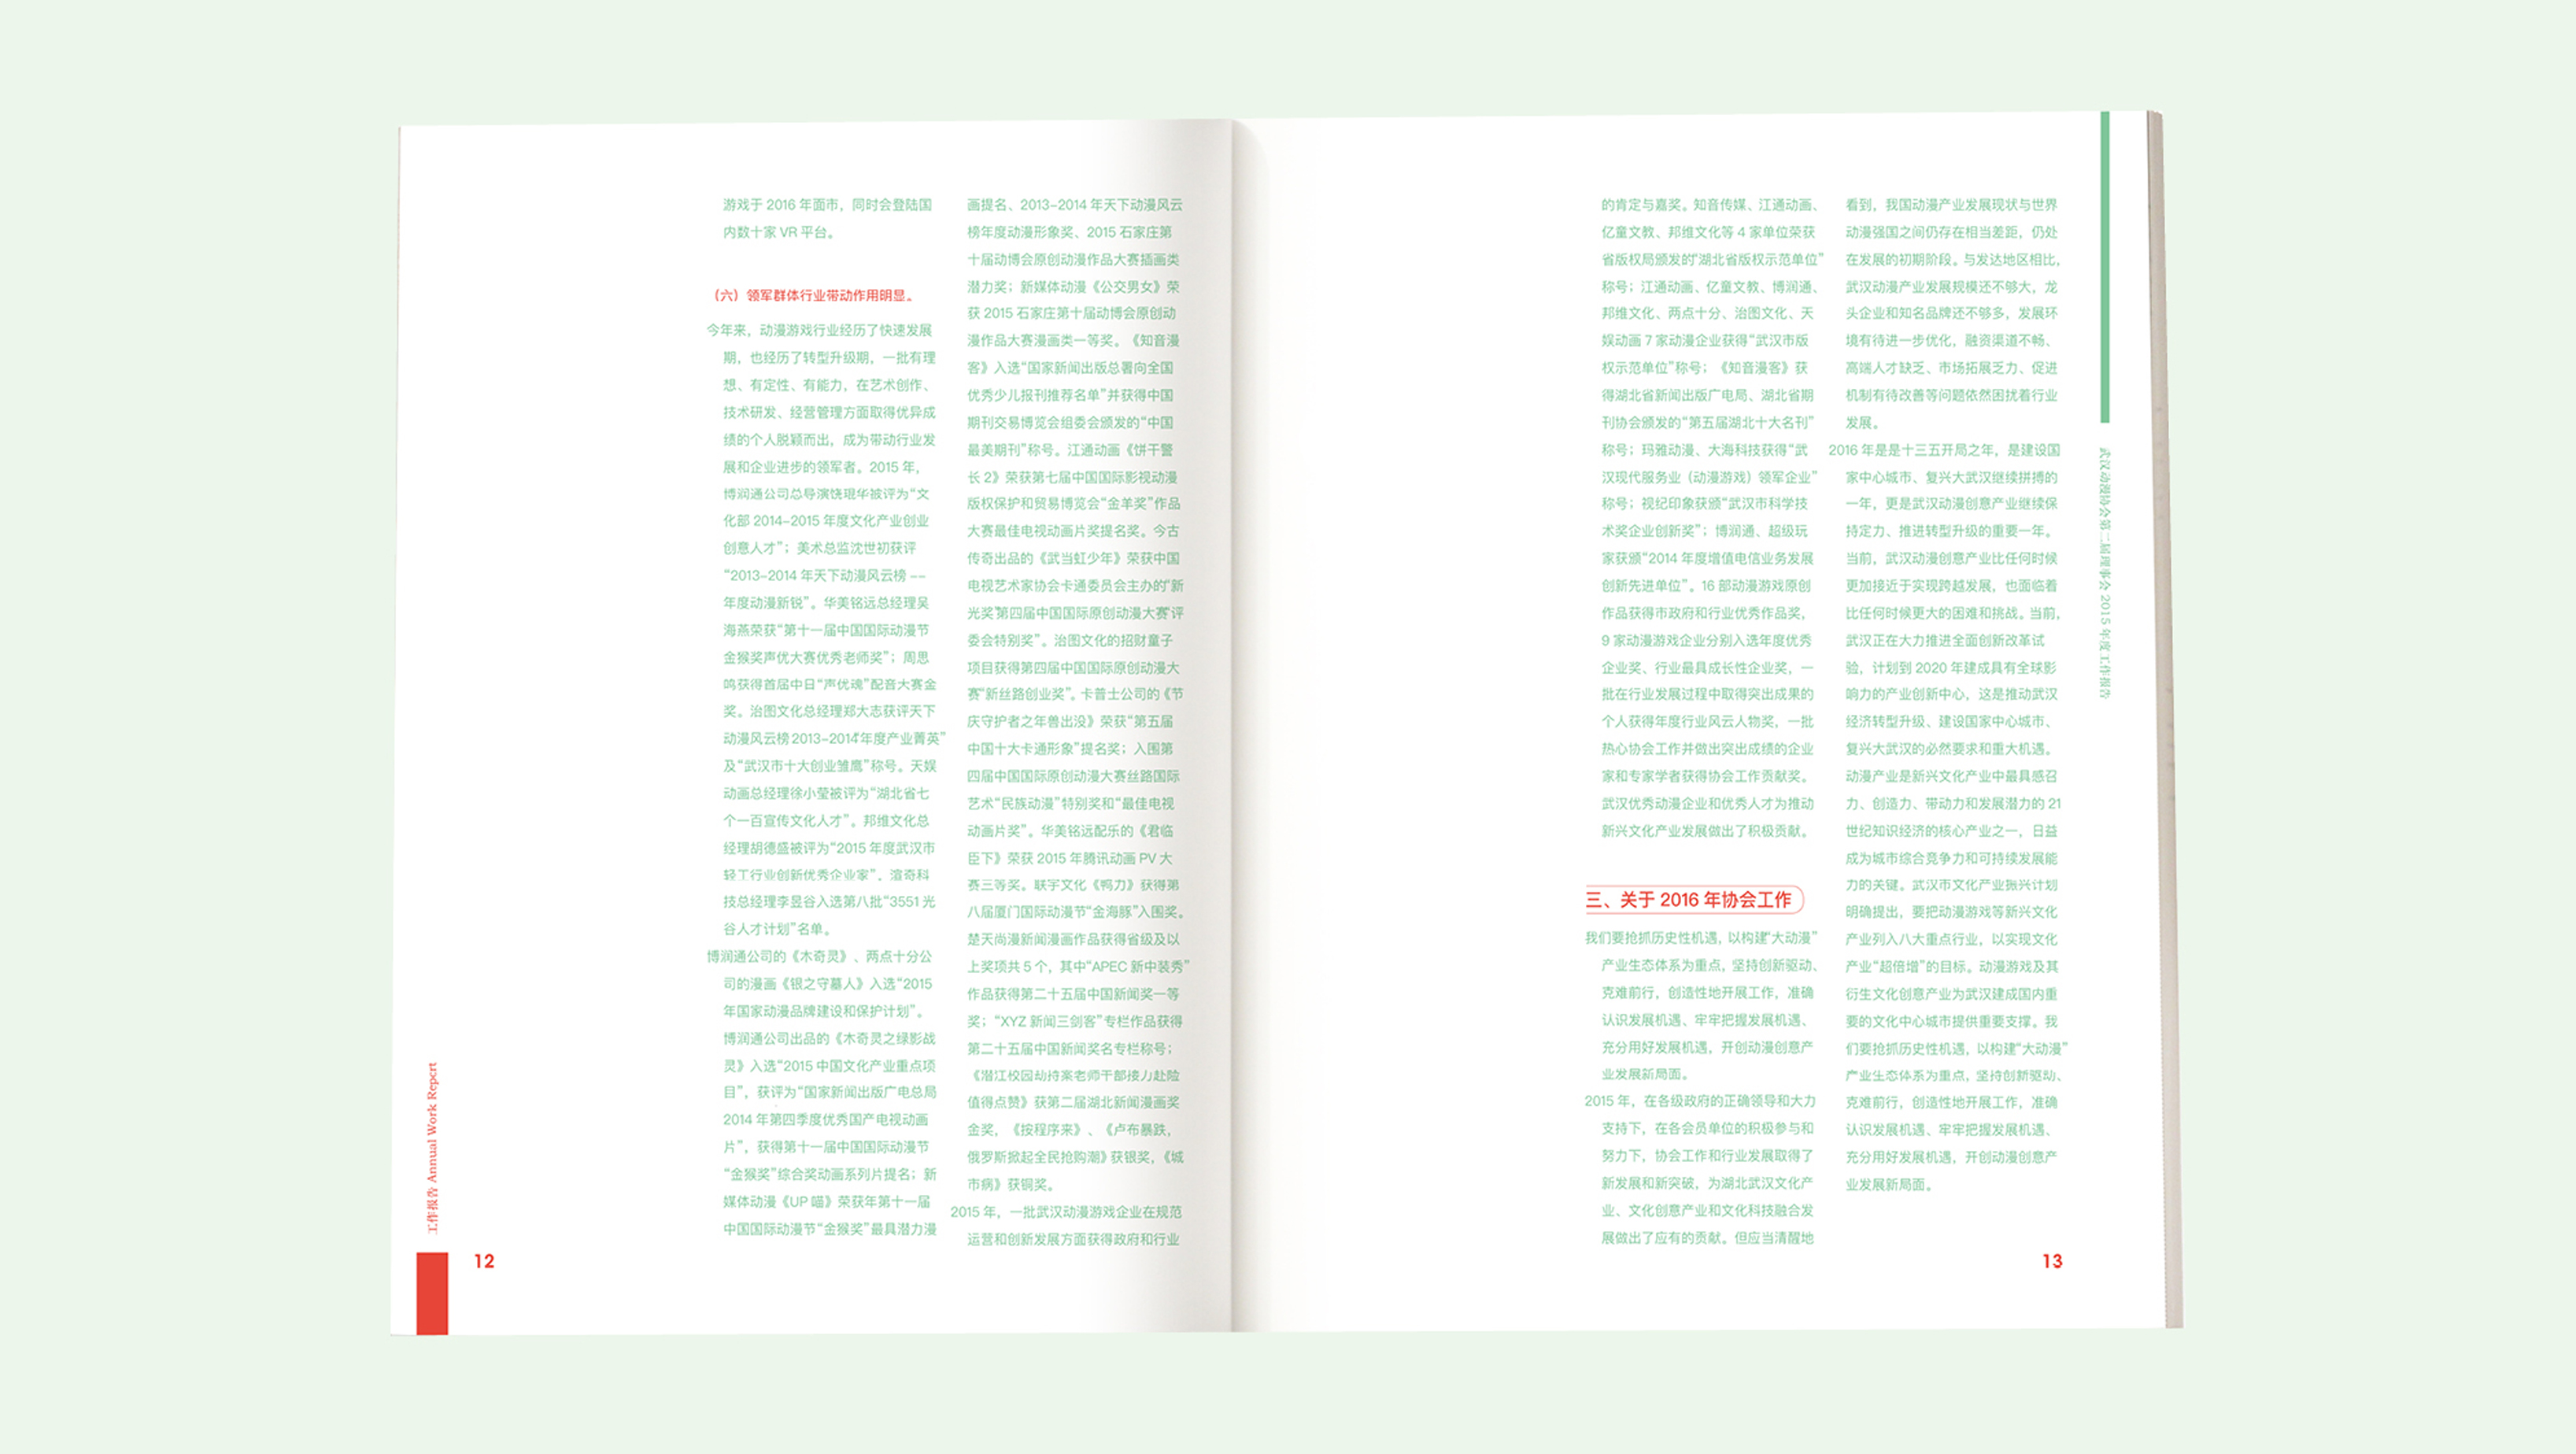 游戏于 2016 年面市，同时会登陆国
内数十家 VR 平台。
（六）领军群体行业带动作用明显。
今年来，动漫游戏行业经历了快速发展
期，也经历了转型升级期，一批有理
想、有定性、有能力，在艺术创作、
技术研发、经营管理方面取得优异成
绩的个人脱颖而出，成为带动行业发
展和企业进步的领军者。2015 年，
博润通公司总导演饶琨华被评为“文
化部 2014-2015 年度文化产业创业
创意人才”；美术总监沈世初获评
“2013-2014 年天下动漫风云榜 --
年度动漫新锐”。华美铭远总经理吴
海燕荣获“第十一届中国国际动漫节
金猴奖声优大赛优秀老师奖”；周思
鸣获得首届中日“声优魂”配音大赛金
奖。治图文化总经理郑大志获评天下
动漫风云榜 2013-2014“年度产业菁英”
及“武汉市十大创业雏鹰”称号。天娱
动画总经理徐小莹被评为“湖北省七
个一百宣传文化人才”。邦维文化总
经理胡德盛被评为“2015 年度武汉市
轻工行业创新优秀企业家”。渲奇科
技总经理李昱谷入选第八批“3551 光
谷人才计划”名单。
博润通公司的《木奇灵》、两点十分公
司的漫画《银之守墓人》入选“2015
年国家动漫品牌建设和保护计划”。
博润通公司出品的《木奇灵之绿影战
灵》入选“2015 中国文化产业重点项
目”，获评为“国家新闻出版广电总局
2014 年第四季度优秀国产电视动画
片”，获得第十一届中国国际动漫节
“金猴奖”综合奖动画系列片提名；新
媒体动漫《UP 喵》荣获年第十一届
中国国际动漫节“金猴奖”最具潜力漫
画提名、2013-2014 年天下动漫风云
榜年度动漫形象奖、2015 石家庄第
十届动博会原创动漫作品大赛插画类
潜力奖；新媒体动漫《公交男女》荣
获 2015 石家庄第十届动博会原创动
漫作品大赛漫画类一等奖。《知音漫
客》入选“国家新闻出版总署向全国
优秀少儿报刊推荐名单”并获得中国
期刊交易博览会组委会颁发的“中国
最美期刊”称号。江通动画《饼干警
长 2》荣获第七届中国国际影视动漫
版权保护和贸易博览会“金羊奖”作品
大赛最佳电视动画片奖提名奖。今古
传奇出品的《武当虹少年》荣获中国
电视艺术家协会卡通委员会主办的“新
光奖”第四届中国国际原创动漫大赛“评
委会特别奖”。治图文化的招财童子
项目获得第四届中国国际原创动漫大
赛“新丝路创业奖”。卡普士公司的《节
庆守护者之年兽出没》荣获“第五届
中国十大卡通形象”提名奖；入围第
四届中国国际原创动漫大赛丝路国际
艺术“民族动漫”特别奖和“最佳电视
动画片奖”。华美铭远配乐的《君临
臣下》荣获 2015 年腾讯动画 PV 大
赛三等奖。联宇文化《鸭力》获得第
八届厦门国际动漫节“金海豚”入围奖。
楚天尚漫新闻漫画作品获得省级及以
上奖项共 5 个，其中“APEC 新中装秀”
作品获得第二十五届中国新闻奖一等
奖；“XYZ 新闻三剑客”专栏作品获得
第二十五届中国新闻奖名专栏称号；
《潜江校园劫持案老师干部接力赴险
值得点赞》获第二届湖北新闻漫画奖
金奖，《按程序来》、《卢布暴跌，
俄罗斯掀起全民抢购潮》获银奖，《城
市病》获铜奖。
2015 年，一批武汉动漫游戏企业在规范
运营和创新发展方面获得政府和行业
工作报告 Annual Work Report
12
的肯定与嘉奖。知音传媒、江通动画、
亿童文教、邦维文化等 4 家单位荣获
省版权局颁发的“湖北省版权示范单位”
称号；江通动画、亿童文教、博润通、
邦维文化、两点十分、治图文化、天
娱动画 7 家动漫企业获得“武汉市版
权示范单位”称号；《知音漫客》获
得湖北省新闻出版广电局、湖北省期
刊协会颁发的“第五届湖北十大名刊”
称号；玛雅动漫、大海科技获得“武
汉现代服务业（动漫游戏）领军企业”
称号；视纪印象获颁“武汉市科学技
术奖企业创新奖”；博润通、超级玩
家获颁“2014 年度增值电信业务发展
创新先进单位”。16 部动漫游戏原创
作品获得市政府和行业优秀作品奖，
9 家动漫游戏企业分别入选年度优秀
企业奖、行业最具成长性企业奖，一
批在行业发展过程中取得突出成果的
个人获得年度行业风云人物奖，一批
热心协会工作并做出突出成绩的企业
家和专家学者获得协会工作贡献奖。
武汉优秀动漫企业和优秀人才为推动
新兴文化产业发展做出了积极贡献。
三、关于 2016 年协会工作
我们要抢抓历史性机遇，以构建“大动漫”
产业生态体系为重点，坚持创新驱动、
克难前行，创造性地开展工作，准确
认识发展机遇、牢牢把握发展机遇、
充分用好发展机遇，开创动漫创意产
业发展新局面。
2015 年，在各级政府的正确领导和大力
支持下，在各会员单位的积极参与和
努力下，协会工作和行业发展取得了
新发展和新突破，为湖北武汉文化产
业、文化创意产业和文化科技融合发
展做出了应有的贡献。但应当清醒地
看到，我国动漫产业发展现状与世界
动漫强国之间仍存在相当差距，仍处
在发展的初期阶段。与发达地区相比，
武汉动漫产业发展规模还不够大，龙
头企业和知名品牌还不够多，发展环
境有待进一步优化，融资渠道不畅、
高端人才缺乏、市场拓展乏力、促进
机制有待改善等问题依然困扰着行业
发展。
2016 年是是十三五开局之年，是建设国
家中心城市、复兴大武汉继续拼搏的
一年，更是武汉动漫创意产业继续保
持定力、推进转型升级的重要一年。
当前，武汉动漫创意产业比任何时候
更加接近于实现跨越发展，也面临着
比任何时候更大的困难和挑战。当前，
武汉正在大力推进全面创新改革试
验，计划到 2020 年建成具有全球影
响力的产业创新中心，这是推动武汉
经济转型升级、建设国家中心城市、
复兴大武汉的必然要求和重大机遇。
动漫产业是新兴文化产业中最具感召
力、创造力、带动力和发展潜力的 21
世纪知识经济的核心产业之一，日益
成为城市综合竞争力和可持续发展能
力的关键。武汉市文化产业振兴计划
明确提出，要把动漫游戏等新兴文化
产业列入八大重点行业，以实现文化
产业“超倍增”的目标。动漫游戏及其
衍生文化创意产业为武汉建成国内重
要的文化中心城市提供重要支撑。我
们要抢抓历史性机遇，以构建“大动漫”
产业生态体系为重点，坚持创新驱动、
克难前行，创造性地开展工作，准确
认识发展机遇、牢牢把握发展机遇、
充分用好发展机遇，开创动漫创意产
业发展新局面。
武汉动漫协会第二届理事会 2015 年度工作报告
13